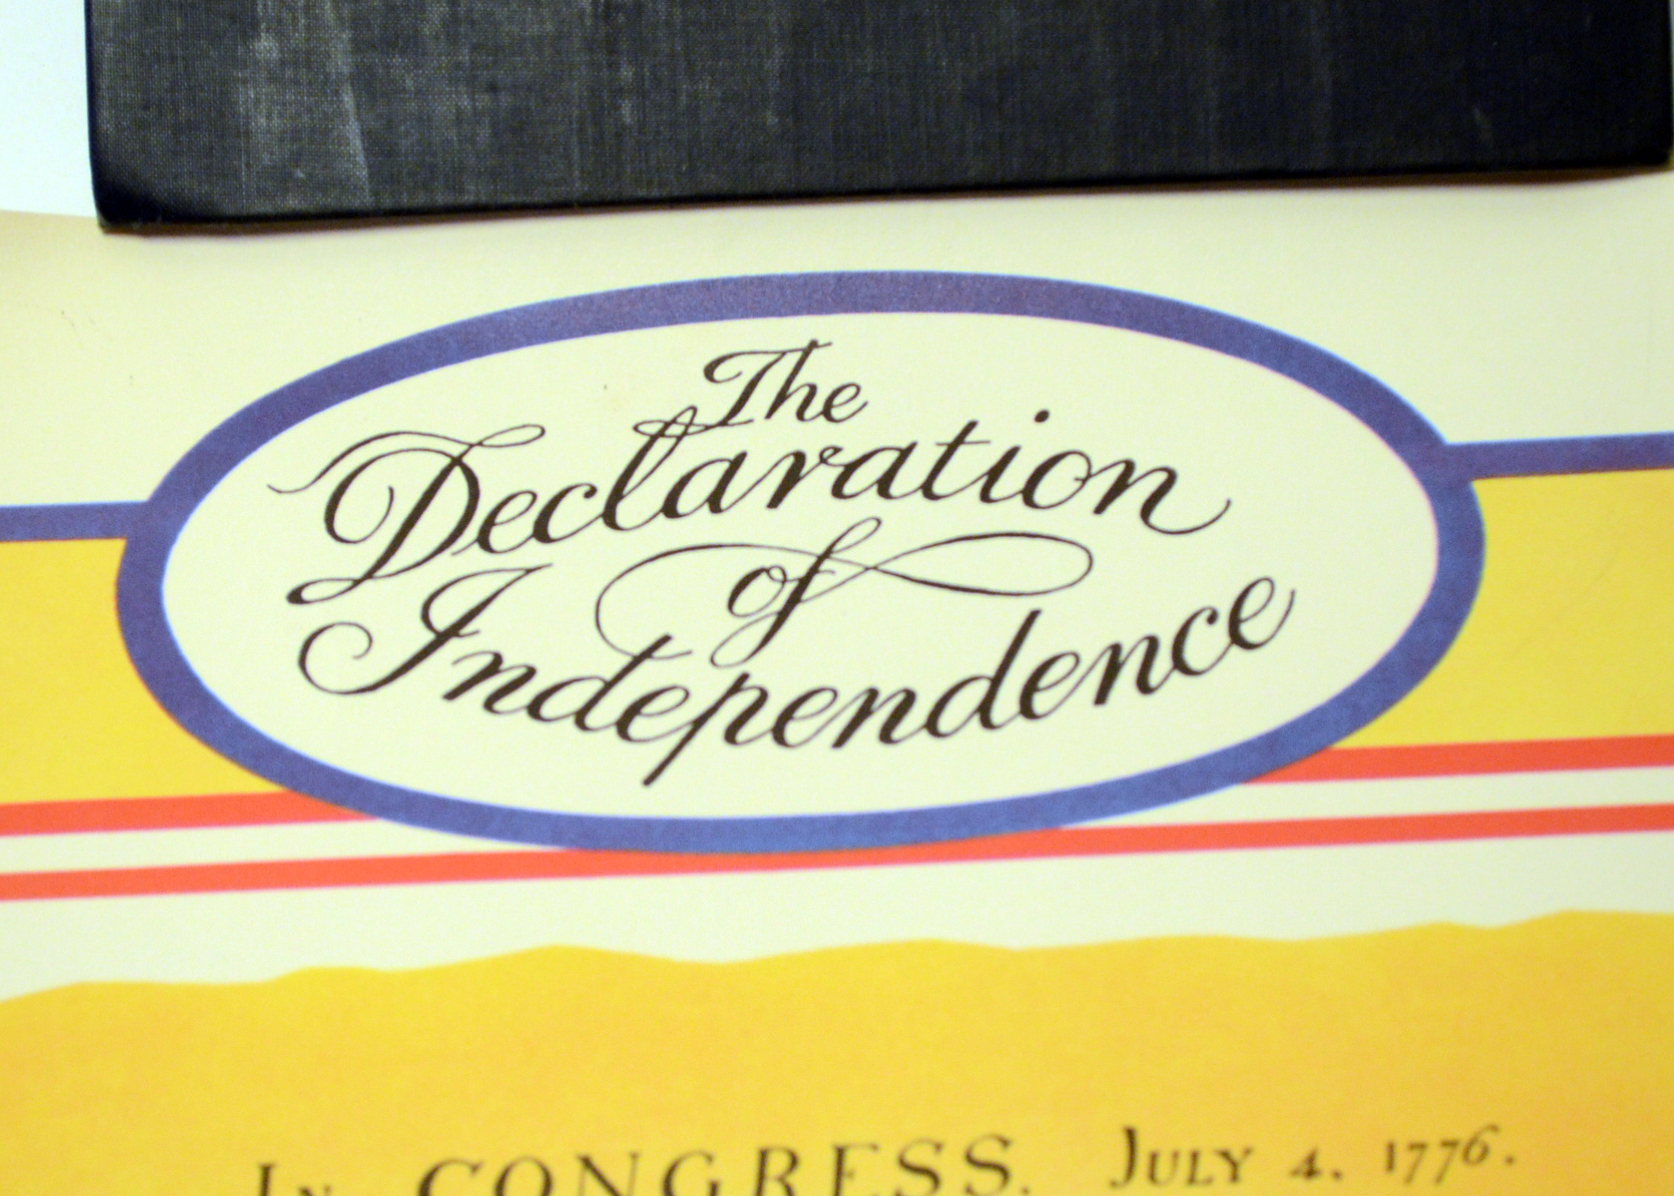 The
Declaration
of
Independence
In CONGRESS. July 4. 1776.